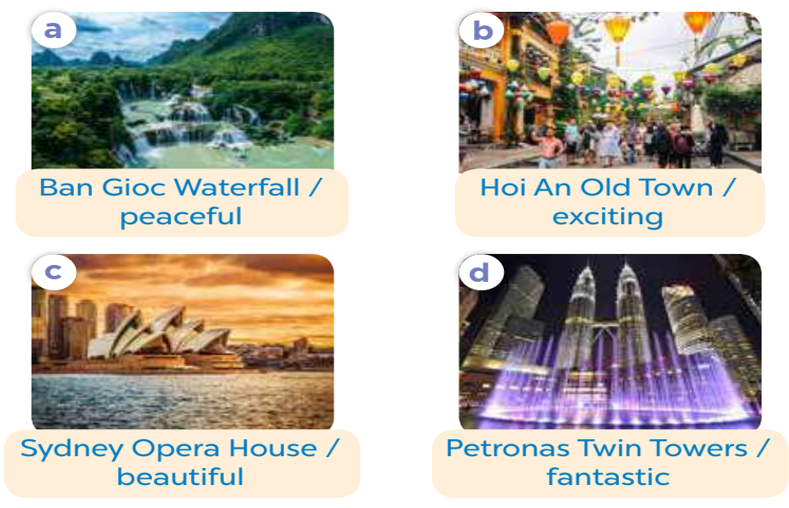 a
Ban Gioc Waterfall /
peaceful
b
Hoi An Old Town /
exciting
c
Sydney Opera House /
beautiful
d
Petronas Twin Towers /
fantastic